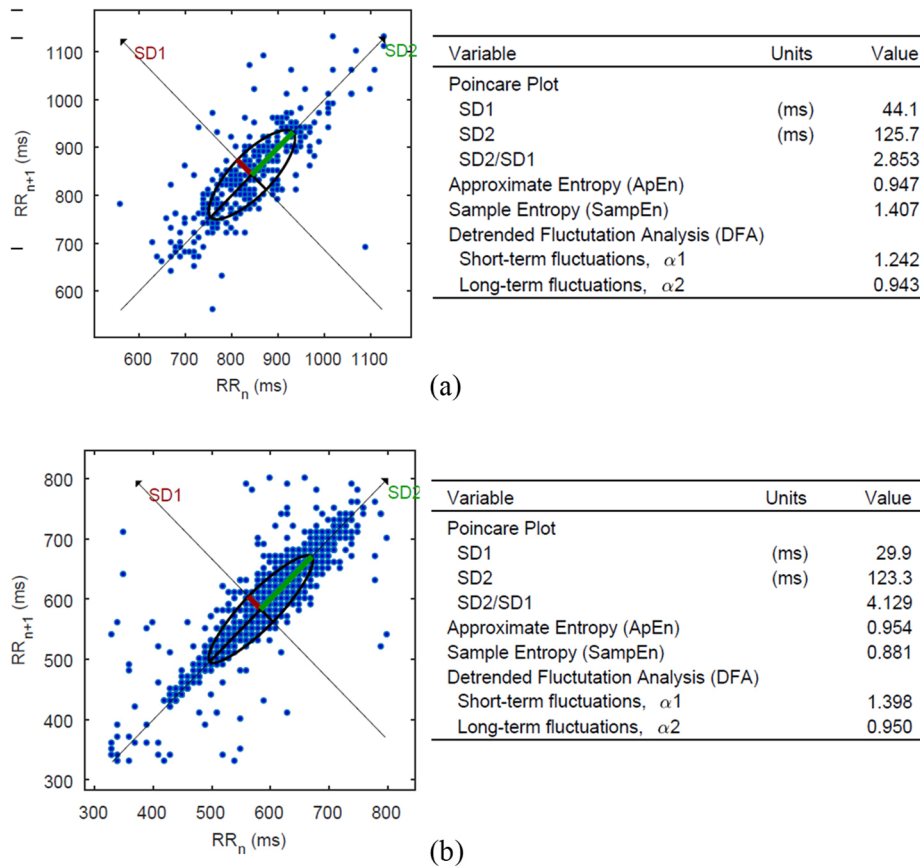 SD1
SD2
1100
1000
900
800
700
600
RRn+1 (ms)
600 700 800 900 1000 1100
RRn (ms)
Variable Units Value
Poincare Plot
SD1 (ms) 44.1
SD2 (ms) 125.7
SD2/SD1 2.853
Approximate Entropy (ApEn) 0.947
Sample Entropy (SampEn) 1.407
Detrended Fluctutation Analysis (DFA)
Short-term fluctuations, α1 1.242
Long-term fluctuations, α2 0.943
(a)
SD1
SD2
800
700
600
500
400
300
RRn+1 (ms)
300 400 500 600 700 800
RRn (ms)
Variable Units Value
Poincare Plot
SD1 (ms) 29.9
SD2 (ms) 123.3
SD2/SD1 4.129
Approximate Entropy (ApEn) 0.954
Sample Entropy (SampEn) 0.881
Detrended Fluctutation Analysis (DFA)
Short-term fluctuations, α1 1.398
Long-term fluctuations, α2 0.950
(b)